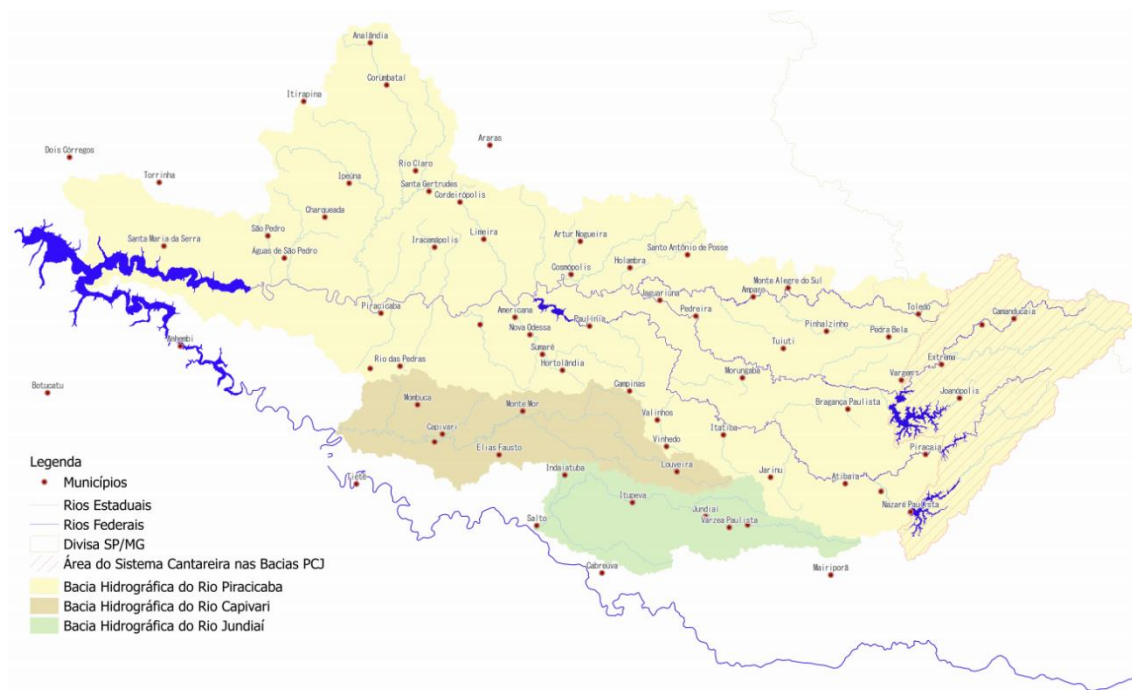 Analândia
Corumbataí
Itirapina
Araras
Dois Córregos
Rio Claro
Torrinha
Ipeúna
Santa Gertrudes
Cordeirópolis
Charqueada
São Pedro
Limeira
Artur Nogueira
Santa Maria da Serra
Iracemápolis
Santo Antônio de Posse
Águas de São Pedro
Holambra
Cosmópolis
Monte Alegre do Sul
Amparo
Jaguariúna
Toledo
Camanducaia
Piracicaba
Americana
Pedreira
Paulínia
Nova Odessa
Pinhalzinho
Pedra Bela
Anhembi
Sumaré
Tuiuti
Rio das Pedras
Hortolândia
Extrema
Morungaba
Vargem
Botucatu
Campinas
Joanópolis
Mombuca
Monte Mor
Bragança Paulista
Valinhos
Capivari
Itatiba
Vinhedo
Elias Fausto
Piracaia
Legenda
Municípios
Rios Estaduais
Rios Federais
Divisa SP/MG
Área do Sistema Cantareira nas Bacias PCJ
Bacia Hidrográfica do Rio Piracicaba
Bacia Hidrográfica do Rio Capivari
Bacia Hidrográfica do Rio Jundiaí
Louveira
Indaiatuba
Jarinu
Atibaia
Tietê
Itupeva
Nazaré Paulista
Jundiaí
Salto
Várzea Paulista
Cabreúva
Mairiporã